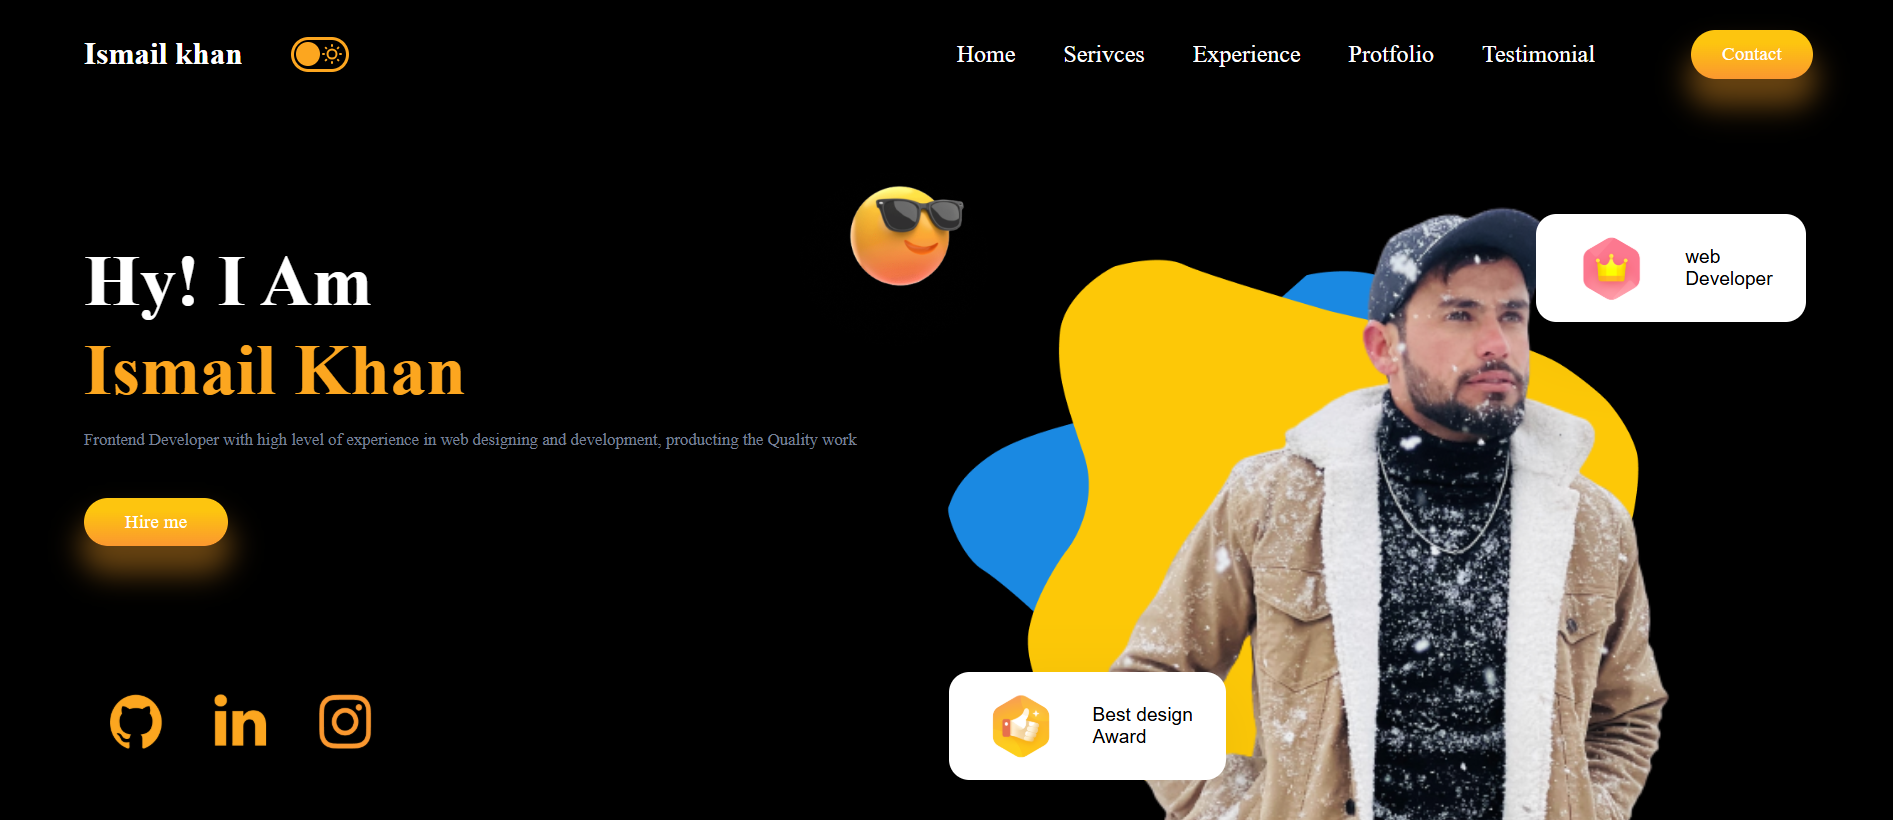 Ismail khan
Home
Serivces
Experience
Protfolio
Testimonial
Contact
Hy! I Am
Ismail Khan
Frontend Developer with high level of experience in web designing and development, producting the Quality work
Hire me
in
web
Developer
Best design
Award